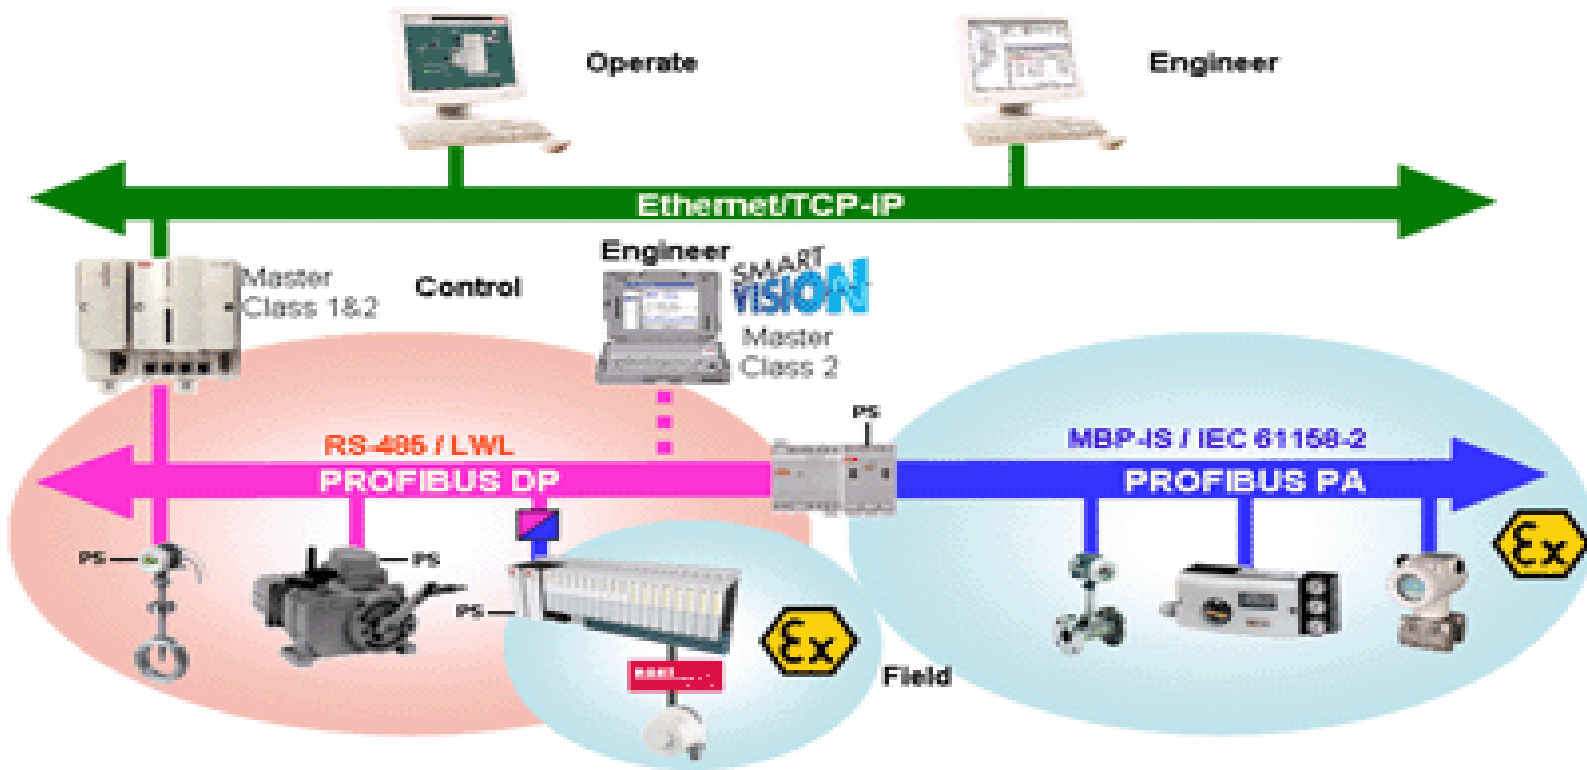 Operate
Engineer
Ethernet/TCP-IP
Engineer
SMART
VISION
Master
Class 1&2
Control
Master
Class 2
PS
RS-485 / LWL
MBP-IS / IEC 61158-2
PROFIBUS DP
PROFIBUS PA
Ex
PS
PS
PS
Ex
HART
Field